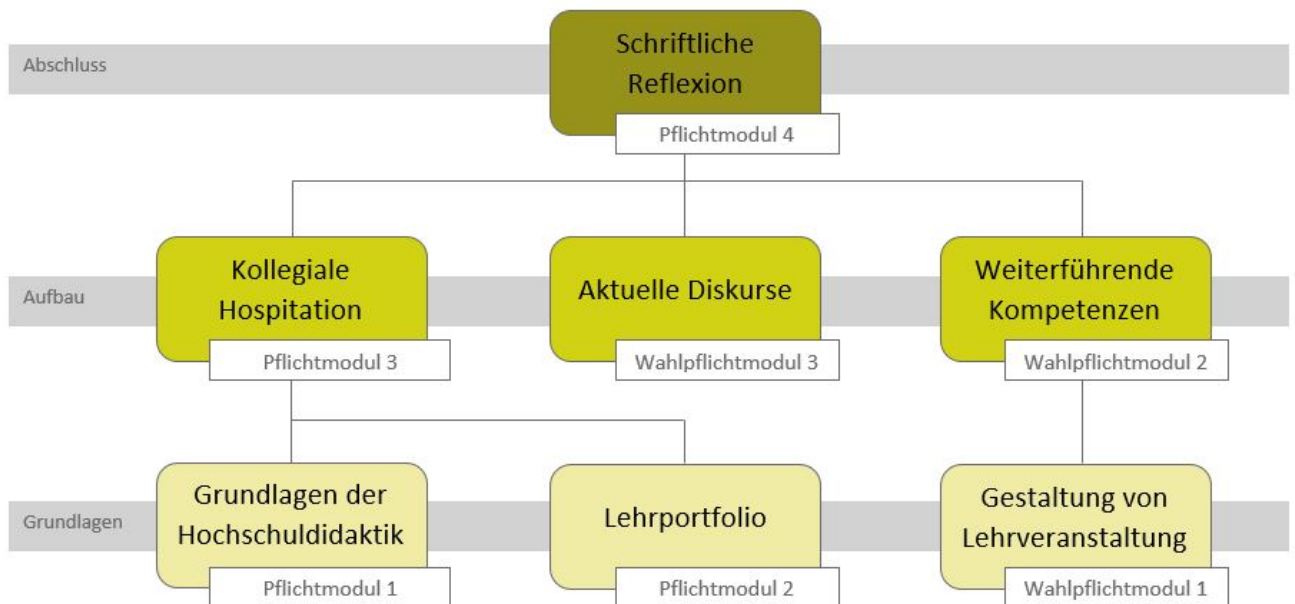 Schriftliche
Reflexion
Abschluss
Pflichtmodul 4
Kollegiale
Hospitation
Aktuelle Diskurse
Weiterführende
Kompetenzen
Aufbau
Pflichtmodul 3
Wahlpflichtmodul 3
Wahlpflichtmodul 2
Grundlagen der
Hochschuldidaktik
Lehrportfolio
Gestaltung von
Lehrveranstaltung
Grundlagen
Pflichtmodul 1
Pflichtmodul 2
Wahlpflichtmodul 1